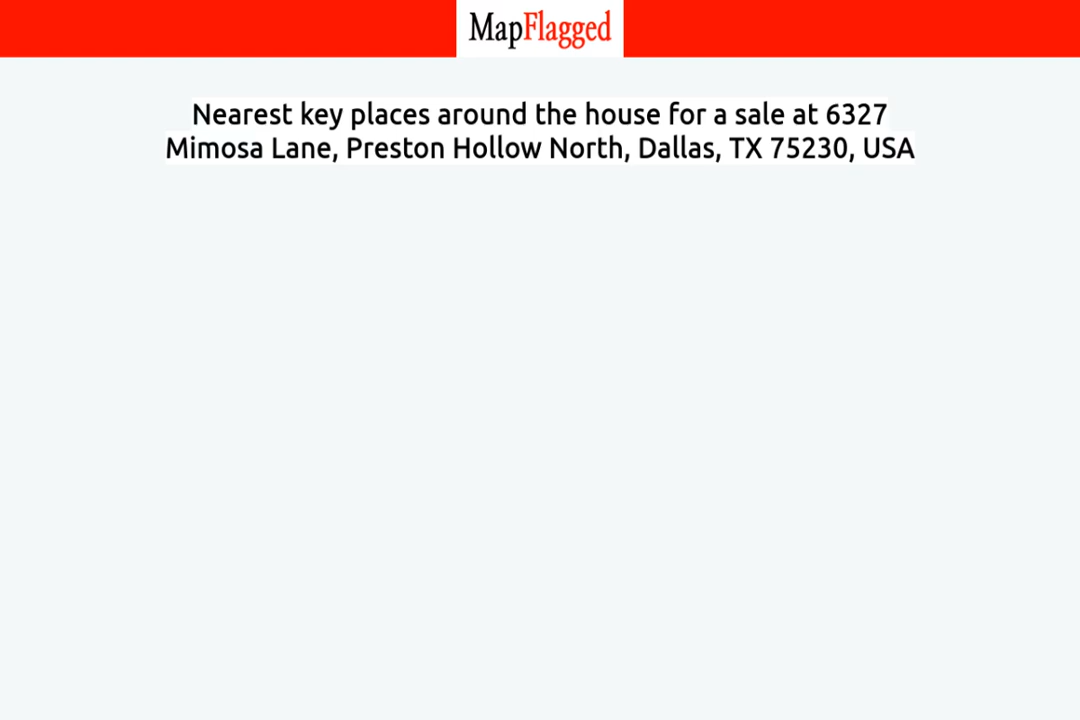 MapFlagged
Nearest key places around the house for a sale at 6327
Mimosa Lane, Preston Hollow North, Dallas, TX 75230, USA